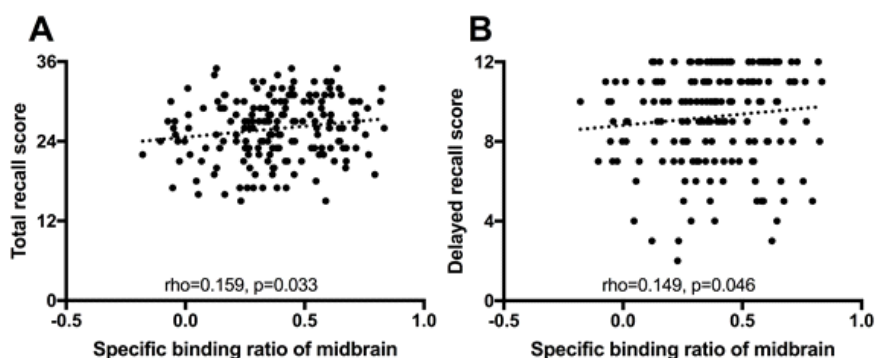 A
Total recall score
36
24
12
0
rho=0.159, p=0.033
-0.5 0.0 0.5 1.0
Specific binding ratio of midbrain
B
Delayed recall score
12
8
4
0
rho=0.149, p=0.046
-0.5 0.0 0.5 1.0
Specific binding ratio of midbrain